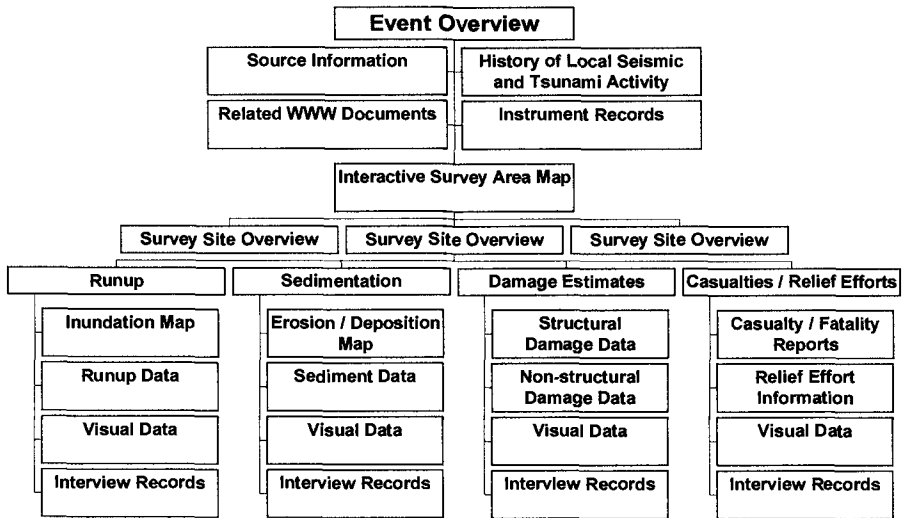 Event Overview
Source Information
History of Local Seismic
and Tsunami Activity
Related WWW Documents
Instrument Records
Interactive Survey Area Map
Survey Site Overview
Survey Site Overview
Survey Site Overview
Runup
Sedimentation
Damage Estimates
Casualties / Relief Efforts
Inundation Map
Erosion / Deposition
Map
Structural
Damage Data
Casualty / Fatality
Reports
Runup Data
Sediment Data
Non-structural
Damage Data
Relief Effort
Information
Visual Data
Visual Data
Visual Data
Visual Data
Interview Records
Interview Records
Interview Records
Interview Records